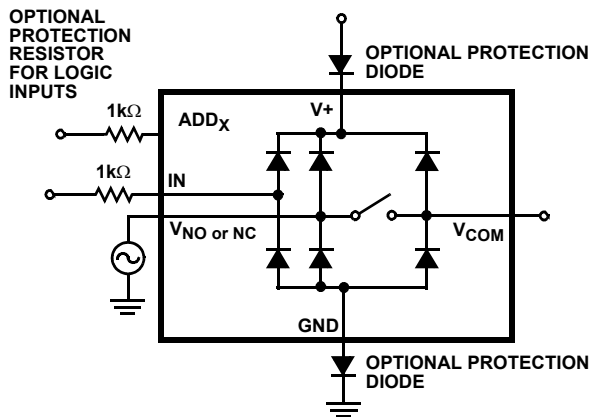 OPTIONAL
PROTECTION
RESISTOR
FOR LOGIC
INPUTS
OPTIONAL PROTECTION
DIODE
V+
1kΩ
ADDX
1kΩ
IN
VNO or NC
VCOM
GND
OPTIONAL PROTECTION
DIODE